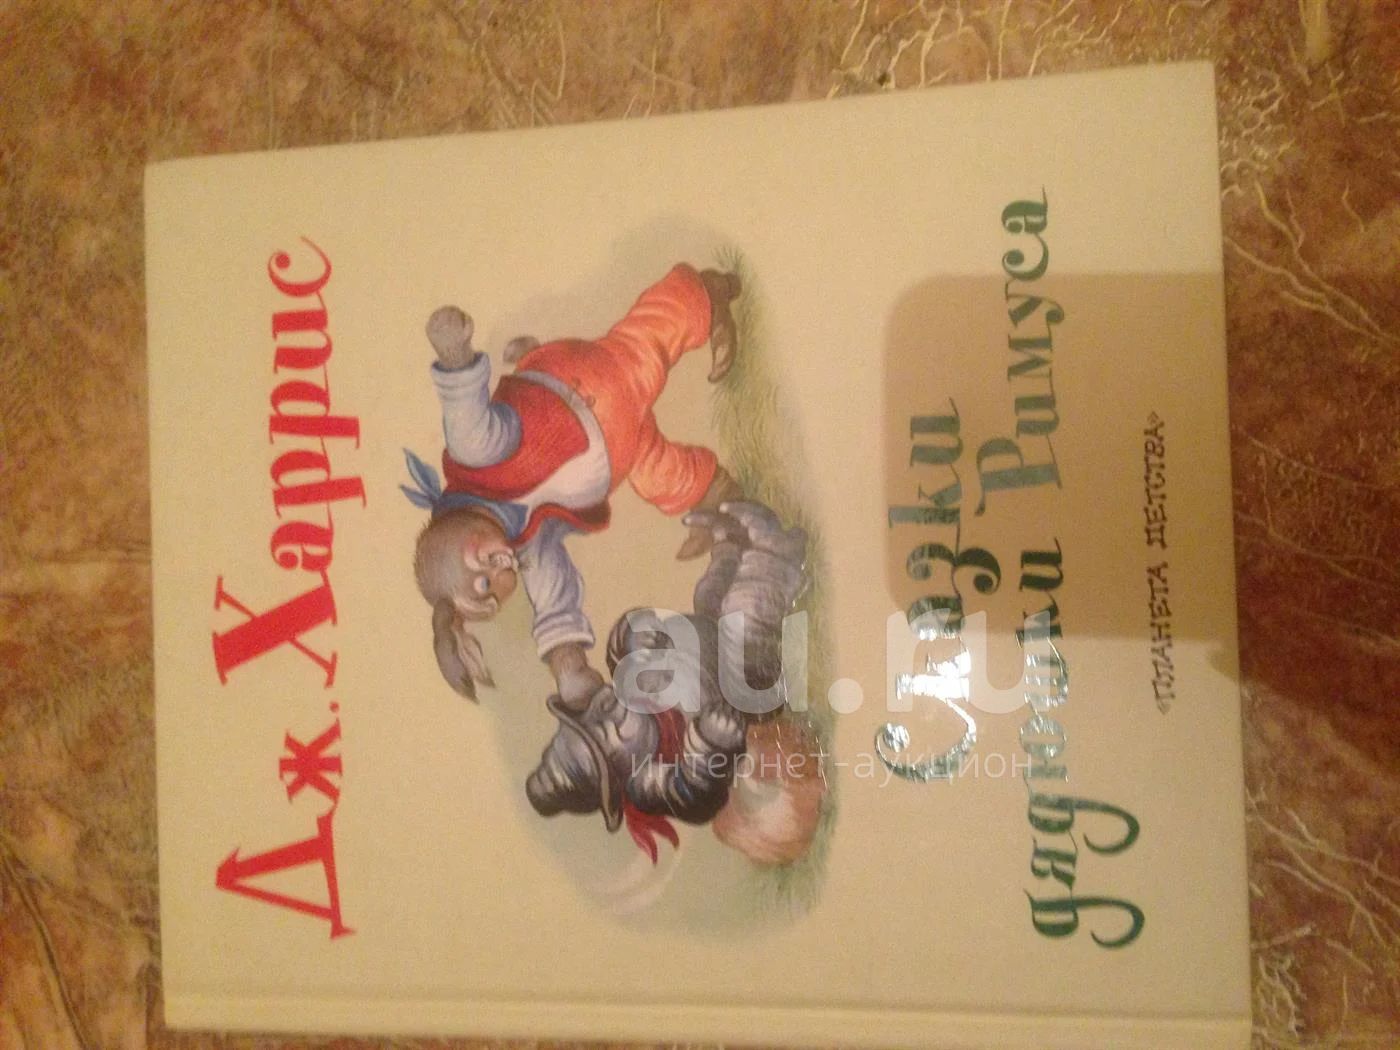 Дж. Харрис
Сказки
дядюшки Римуса
«ПЛАНЕТА ДЕТСТВА»
au.ru
интернет-аукцион